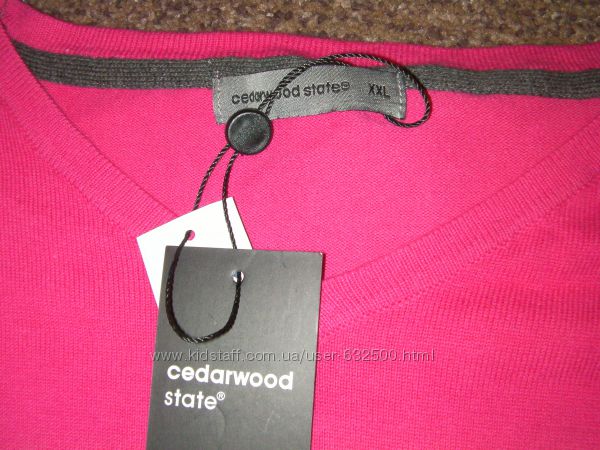 cedarwood state® XXL
www.kidstaff.com.ua/user-632500.html
cedarwood
state®